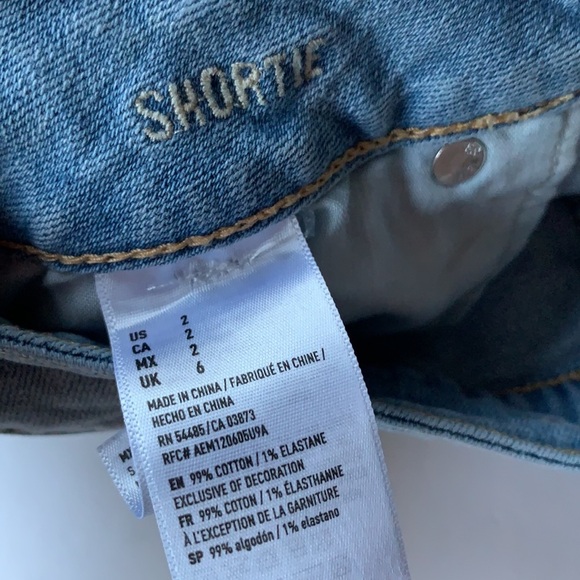 SHORTIE
US 2
CA 2
MX 2
UK 6
MADE IN CHINA / FABRIQUÉ EN CHINE /
HECHO EN CHINA
RN 54485/CA 03873
RFC# AEM120605U9A
EN 99% COTTON / 1% ELASTANE
EXCLUSIVE OF DECORATION
FR 99% COTON / 1% ÉLASTHANNE
À L'EXCEPTION DE LA GARNITURE
SP 99% algodón / 1% elastano